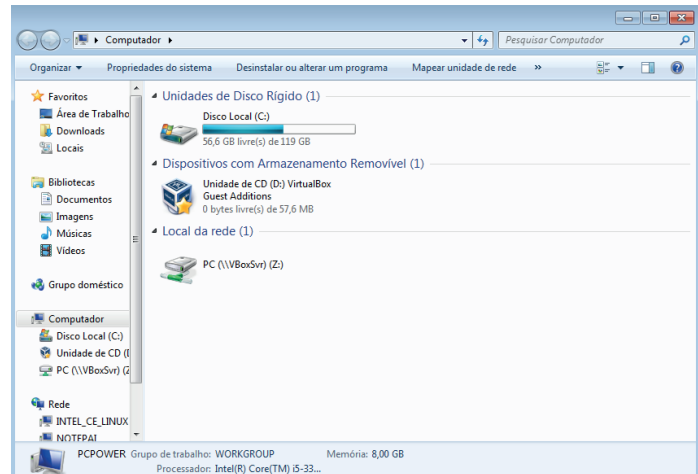 Computador
Pesquisar Computador
Organizar
Propriedades do sistema
Desinstalar ou alterar um programa
Mapear unidade de rede
»
Favoritos
Área de Trabalho
Downloads
Locais
Bibliotecas
Documentos
Imagens
Músicas
Vídeos
Grupo doméstico
Computador
Disco Local (C:)
Unidade de CD (D
PC (\\VBoxSvr) (Z
Rede
INTEL_CE_LINUX
NOTEPAI
Unidades de Disco Rígido (1)
Disco Local (C:)
56,6 GB livre(s) de 119 GB
Dispositivos com Armazenamento Removível (1)
Unidade de CD (D:) VirtualBox
Guest Additions
0 bytes livre(s) de 57,6 MB
Local da rede (1)
PC (\\VBoxSvr) (Z:)
PCPOWER Grupo de trabalho: WORKGROUP Memória: 8,00 GB
Processador: Intel(R) Core(TM) i5-33...